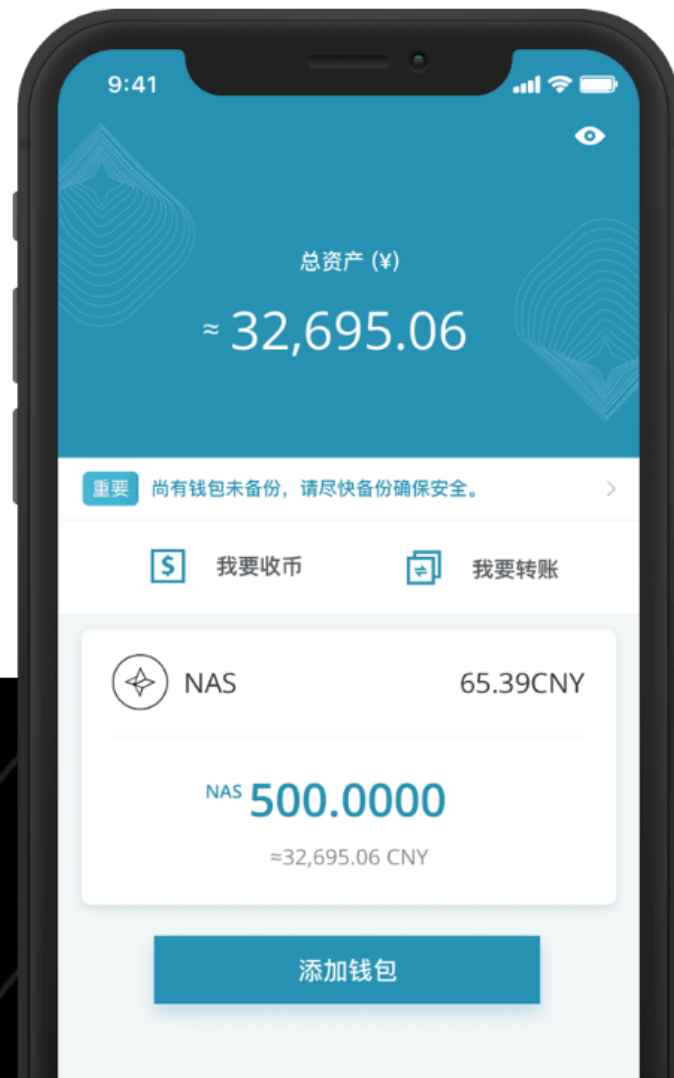 9:41
总资产 (¥)
≈ 32,695.06
重要 尚有钱包未备份，请尽快备份确保安全。
$ 我要收币 我要转账
NAS 65.39CNY
NAS 500.0000
≈32,695.06 CNY
添加钱包